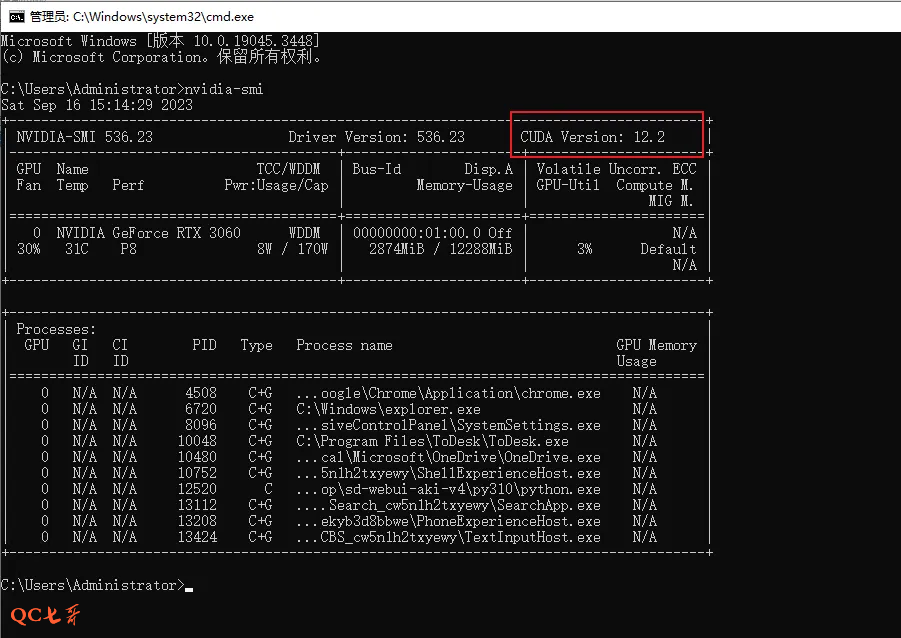 管理员: C:\Windows\system32\cmd.exe
Microsoft Windows [版本 10.0.19045.3448]
(c) Microsoft Corporation。保留所有权利。
C:\Users\Administrator>nvidia-smi
Sat Sep 16 15:14:29 2023
NVIDIA-SMI 536.23 Driver Version: 536.23 CUDA Version: 12.2
GPU Name TCC/WDDM Bus-Id Disp.A Volatile Uncorr. ECC
Fan Temp Perf Pwr:Usage/Cap Memory-Usage GPU-Util Compute M.
MIG M.
0 NVIDIA GeForce RTX 3060 WDDM 00000000:01:00.0 Off N/A
30% 31C P8 8W / 170W 2874MiB / 12288MiB 3% Default
N/A
Processes:
GPU GI CI PID Type Process name GPU Memory
ID ID Usage
0 N/A N/A 4508 C+G ...oogle\Chrome\Application\chrome.exe N/A
0 N/A N/A 6720 C+G C:\Windows\explorer.exe N/A
0 N/A N/A 8096 C+G ...siveControlPanel\SystemSettings.exe N/A
0 N/A N/A 10048 C+G C:\Program Files\ToDesk\ToDesk.exe N/A
0 N/A N/A 10480 C+G ...cal\Microsoft\OneDrive\OneDrive.exe N/A
0 N/A N/A 10752 C+G ...5n1h2txyewy\ShellExperienceHost.exe N/A
0 N/A N/A 12520 C ...op\sd-webui-aki-v4\py310\python.exe N/A
0 N/A N/A 13112 C+G ....Search_cw5n1h2txyewy\SearchApp.exe N/A
0 N/A N/A 13208 C+G ...ekyb3d8bbwe\PhoneExperienceHost.exe N/A
0 N/A N/A 13424 C+G ...CBS_cw5n1h2txyewy\TextInputHost.exe N/A
C:\Users\Administrator>
QC七哥